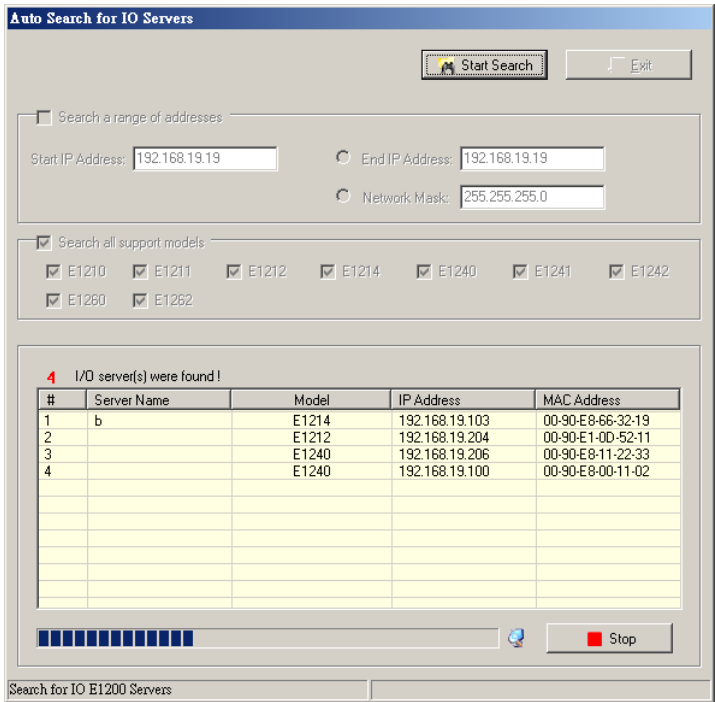 Auto Search for IO Servers
Start Search Exit
Search a range of addresses
Start IP Address: 192.168.19.19 End IP Address: 192.168.19.19
Network Mask: 255.255.255.0
Search all support models
E1210 E1211 E1212 E1214 E1240 E1241 E1242
E1260 E1262
4 I/O server(s) were found !
# Server Name Model IP Address MAC Address
1 b E1214 192.168.19.103 00-90-E8-66-32-19
2 E1212 192.168.19.204 00-90-E1-0D-52-11
3 E1240 192.168.19.206 00-90-E8-11-22-33
4 E1240 192.168.19.100 00-90-E8-00-11-02
Stop
Search for IO E1200 Servers